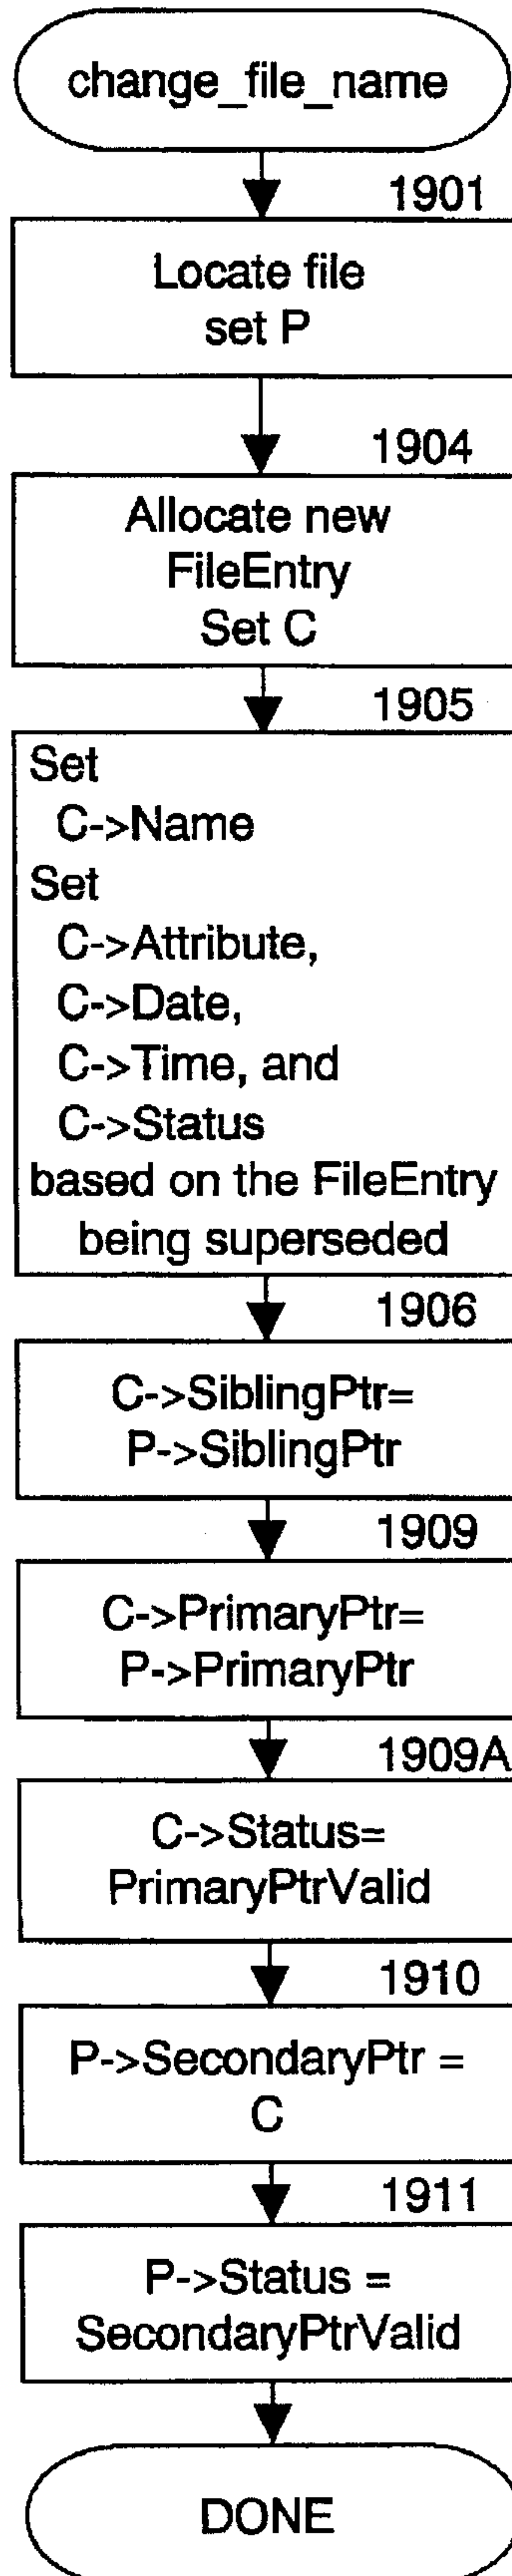 change_file_name
1901
Locate file
set P
1904
Allocate new
FileEntry
Set C
1905
Set
C->Name
Set
C->Attribute,
C->Date,
C->Time, and
C->Status
based on the FileEntry
being superseded
1906
C->SiblingPtr=
P->SiblingPtr
1909
C->PrimaryPtr=
P->PrimaryPtr
1909A
C->Status=
PrimaryPtrValid
1910
P->SecondaryPtr =
C
1911
P->Status =
SecondaryPtrValid
DONE